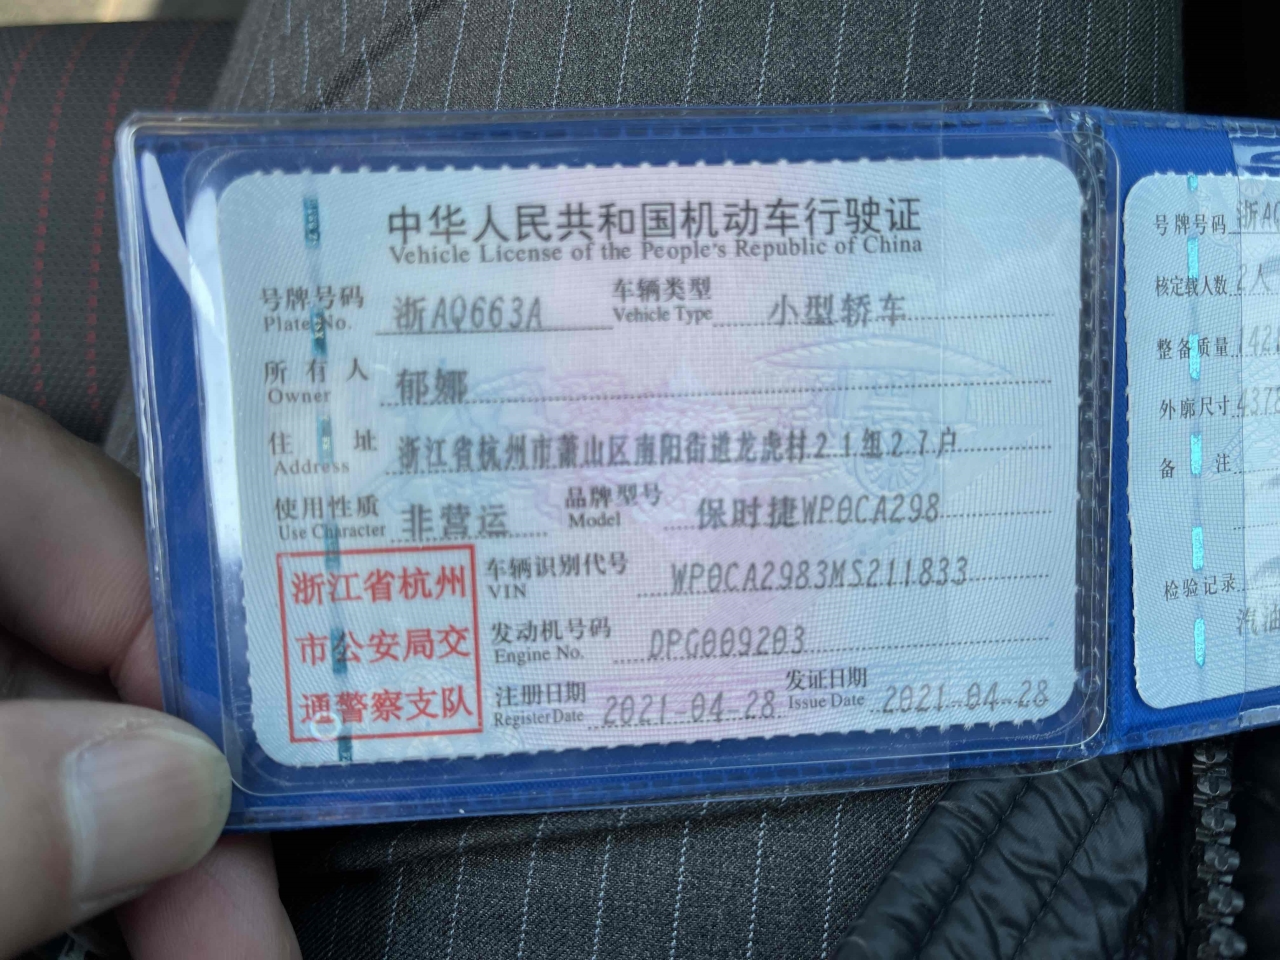 中华人民共和国机动车行驶证
Vehicle License of the People's Republic of China
号牌号码 浙AQ663A 车辆类型 小型轿车
Plate No. Vehicle Type
所有人 郁娜
Owner
住址 浙江省杭州市萧山区南阳街道龙虎村21组27户
Address
使用性质 非营运 品牌型号 保时捷WP0CA298
Use Character Model
浙江省杭州
市公安局交
通警察支队
车辆识别代号 WP0CA2983MS211833
VIN
发动机号码 DPG009203
Engine No.
注册日期 2021-04-28 发证日期 2021-04-28
Register Date Issue Date
号牌号码
核定载人数 2人
整备质量
外廓尺寸
备注
检验记录
汽油